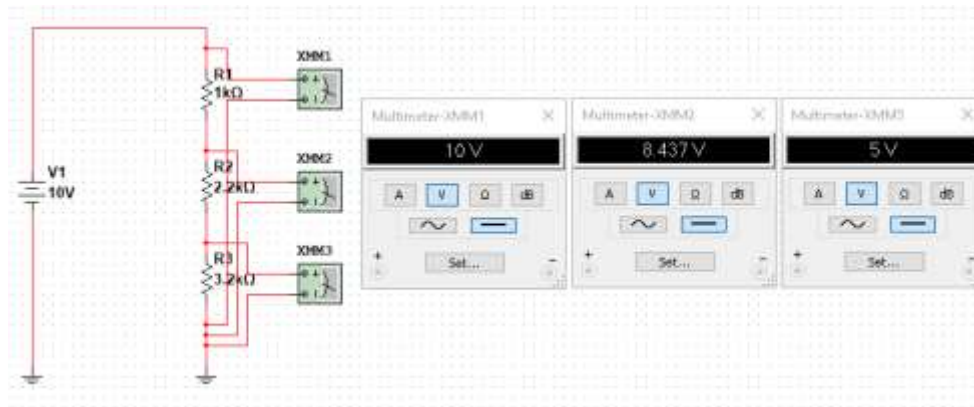 XMM1
R1
1kΩ
Multimeter-XMM1
10 V
A V Ω dB
Set...
+ -
Multimeter-XMM2
8.437 V
A V Ω dB
Set...
+ -
Multimeter-XMM3
5 V
A V Ω dB
Set...
+ -
V1
10V
XMM2
R2
2.2kΩ
XMM3
R3
3.2kΩ